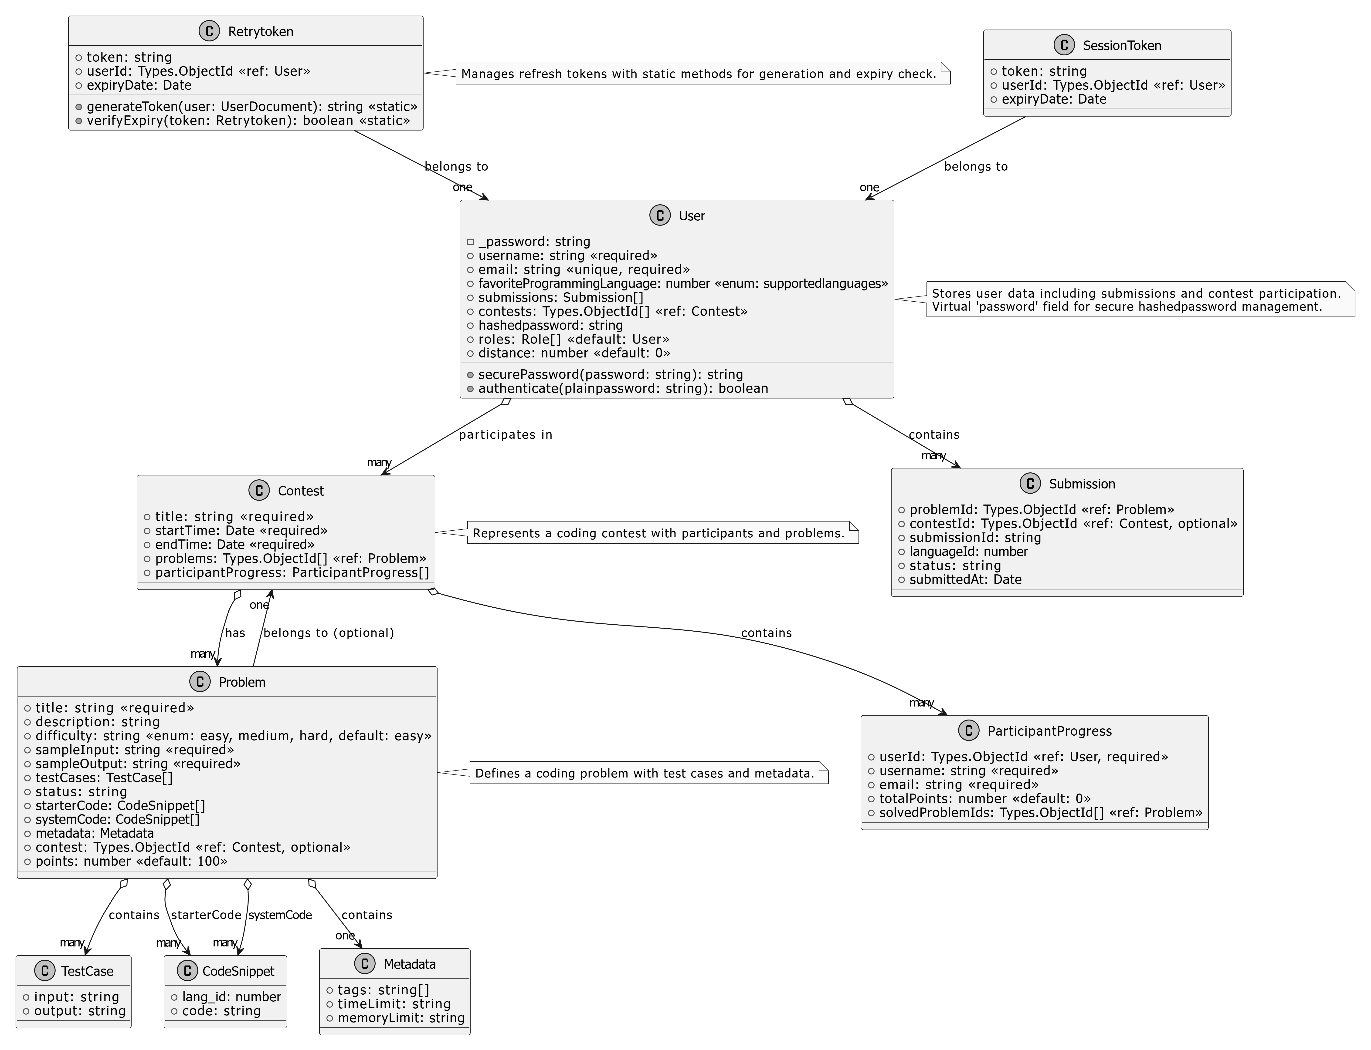 C Retrytoken
token: string
userId: Types.ObjectId «ref: User»
expiryDate: Date
generateToken(user: UserDocument): string «static»
verifyExpiry(token: Retrytoken): boolean «static»
Manages refresh tokens with static methods for generation and expiry check.
C SessionToken
token: string
userId: Types.ObjectId «ref: User»
expiryDate: Date
belongs to
one
belongs to
one
C User
_password: string
username: string «required»
email: string «unique, required»
favoriteProgrammingLanguage: number «enum: supportedlanguages»
submissions: Submission[]
contests: Types.ObjectId[] «ref: Contest»
hashedpassword: string
roles: Role[] «default: User»
distance: number «default: 0»
securePassword(password: string): string
authenticate(plainpassword: string): boolean
Stores user data including submissions and contest participation.
Virtual 'password' field for secure hashedpassword management.
participates in
many
contains
many
C Contest
title: string «required»
startTime: Date «required»
endTime: Date «required»
problems: Types.ObjectId[] «ref: Problem»
participantProgress: ParticipantProgress[]
Represents a coding contest with participants and problems.
C Submission
problemId: Types.ObjectId «ref: Problem»
contestId: Types.ObjectId «ref: Contest, optional»
submissionId: string
languageId: number
status: string
submittedAt: Date
one
has
belongs to (optional)
many
contains
many
C Problem
title: string «required»
description: string
difficulty: string «enum: easy, medium, hard, default: easy»
sampleInput: string «required»
sampleOutput: string «required»
testCases: TestCase[]
status: string
starterCode: CodeSnippet[]
systemCode: CodeSnippet[]
metadata: Metadata
contest: Types.ObjectId «ref: Contest, optional»
points: number «default: 100»
Defines a coding problem with test cases and metadata.
C ParticipantProgress
userId: Types.ObjectId «ref: User, required»
username: string «required»
email: string «required»
totalPoints: number «default: 0»
solvedProblemIds: Types.ObjectId[] «ref: Problem»
contains
starterCode
systemCode
contains
many
many
many
one
C TestCase
input: string
output: string
C CodeSnippet
lang_id: number
code: string
C Metadata
tags: string[]
timeLimit: string
memoryLimit: string